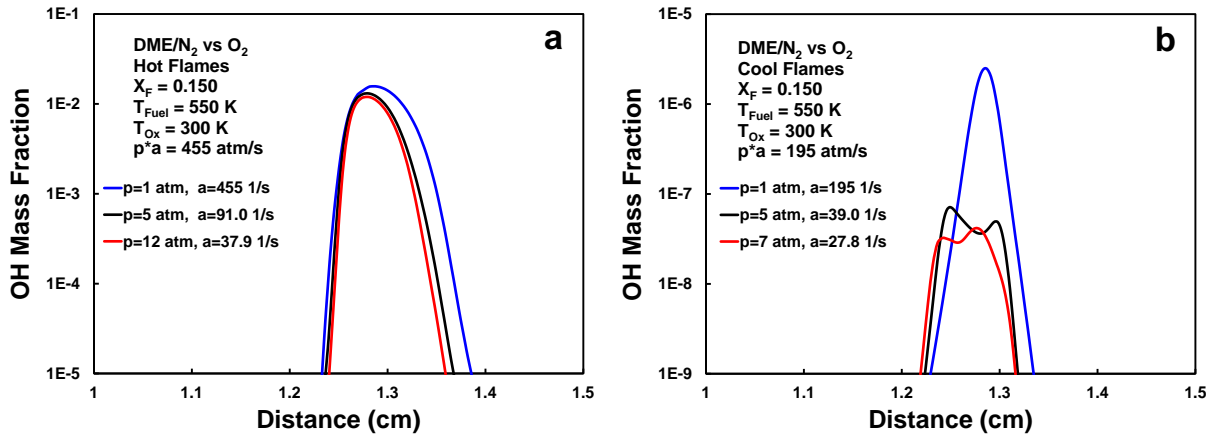 a
DME/N2 vs O2
Hot Flames
XF = 0.150
TFuel = 550 K
TOx = 300 K
p*a = 455 atm/s
p=1 atm, a=455 1/s
p=5 atm, a=91.0 1/s
p=12 atm, a=37.9 1/s
OH Mass Fraction
1E-1
1E-2
1E-3
1E-4
1E-5
1 1.1 1.2 1.3 1.4 1.5
Distance (cm)
b
DME/N2 vs O2
Cool Flames
XF = 0.150
TFuel = 550 K
TOx = 300 K
p*a = 195 atm/s
p=1 atm, a=195 1/s
p=5 atm, a=39.0 1/s
p=7 atm, a=27.8 1/s
OH Mass Fraction
1E-5
1E-6
1E-7
1E-8
1E-9
1 1.1 1.2 1.3 1.4 1.5
Distance (cm)